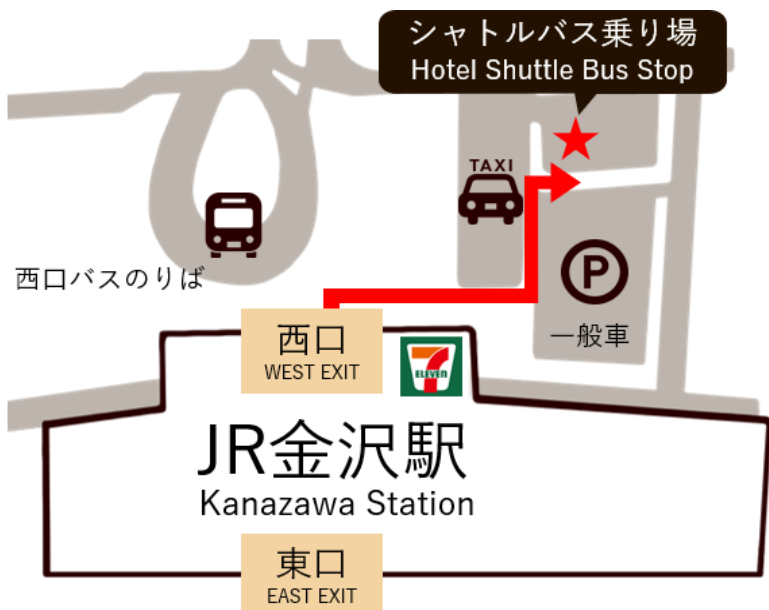 シャトルバス乗り場
Hotel Shuttle Bus Stop
TAXI
西口バスのりば
P
一般車
西口
WEST EXIT
7
ELEVEN
JR金沢駅
Kanazawa Station
東口
EAST EXIT